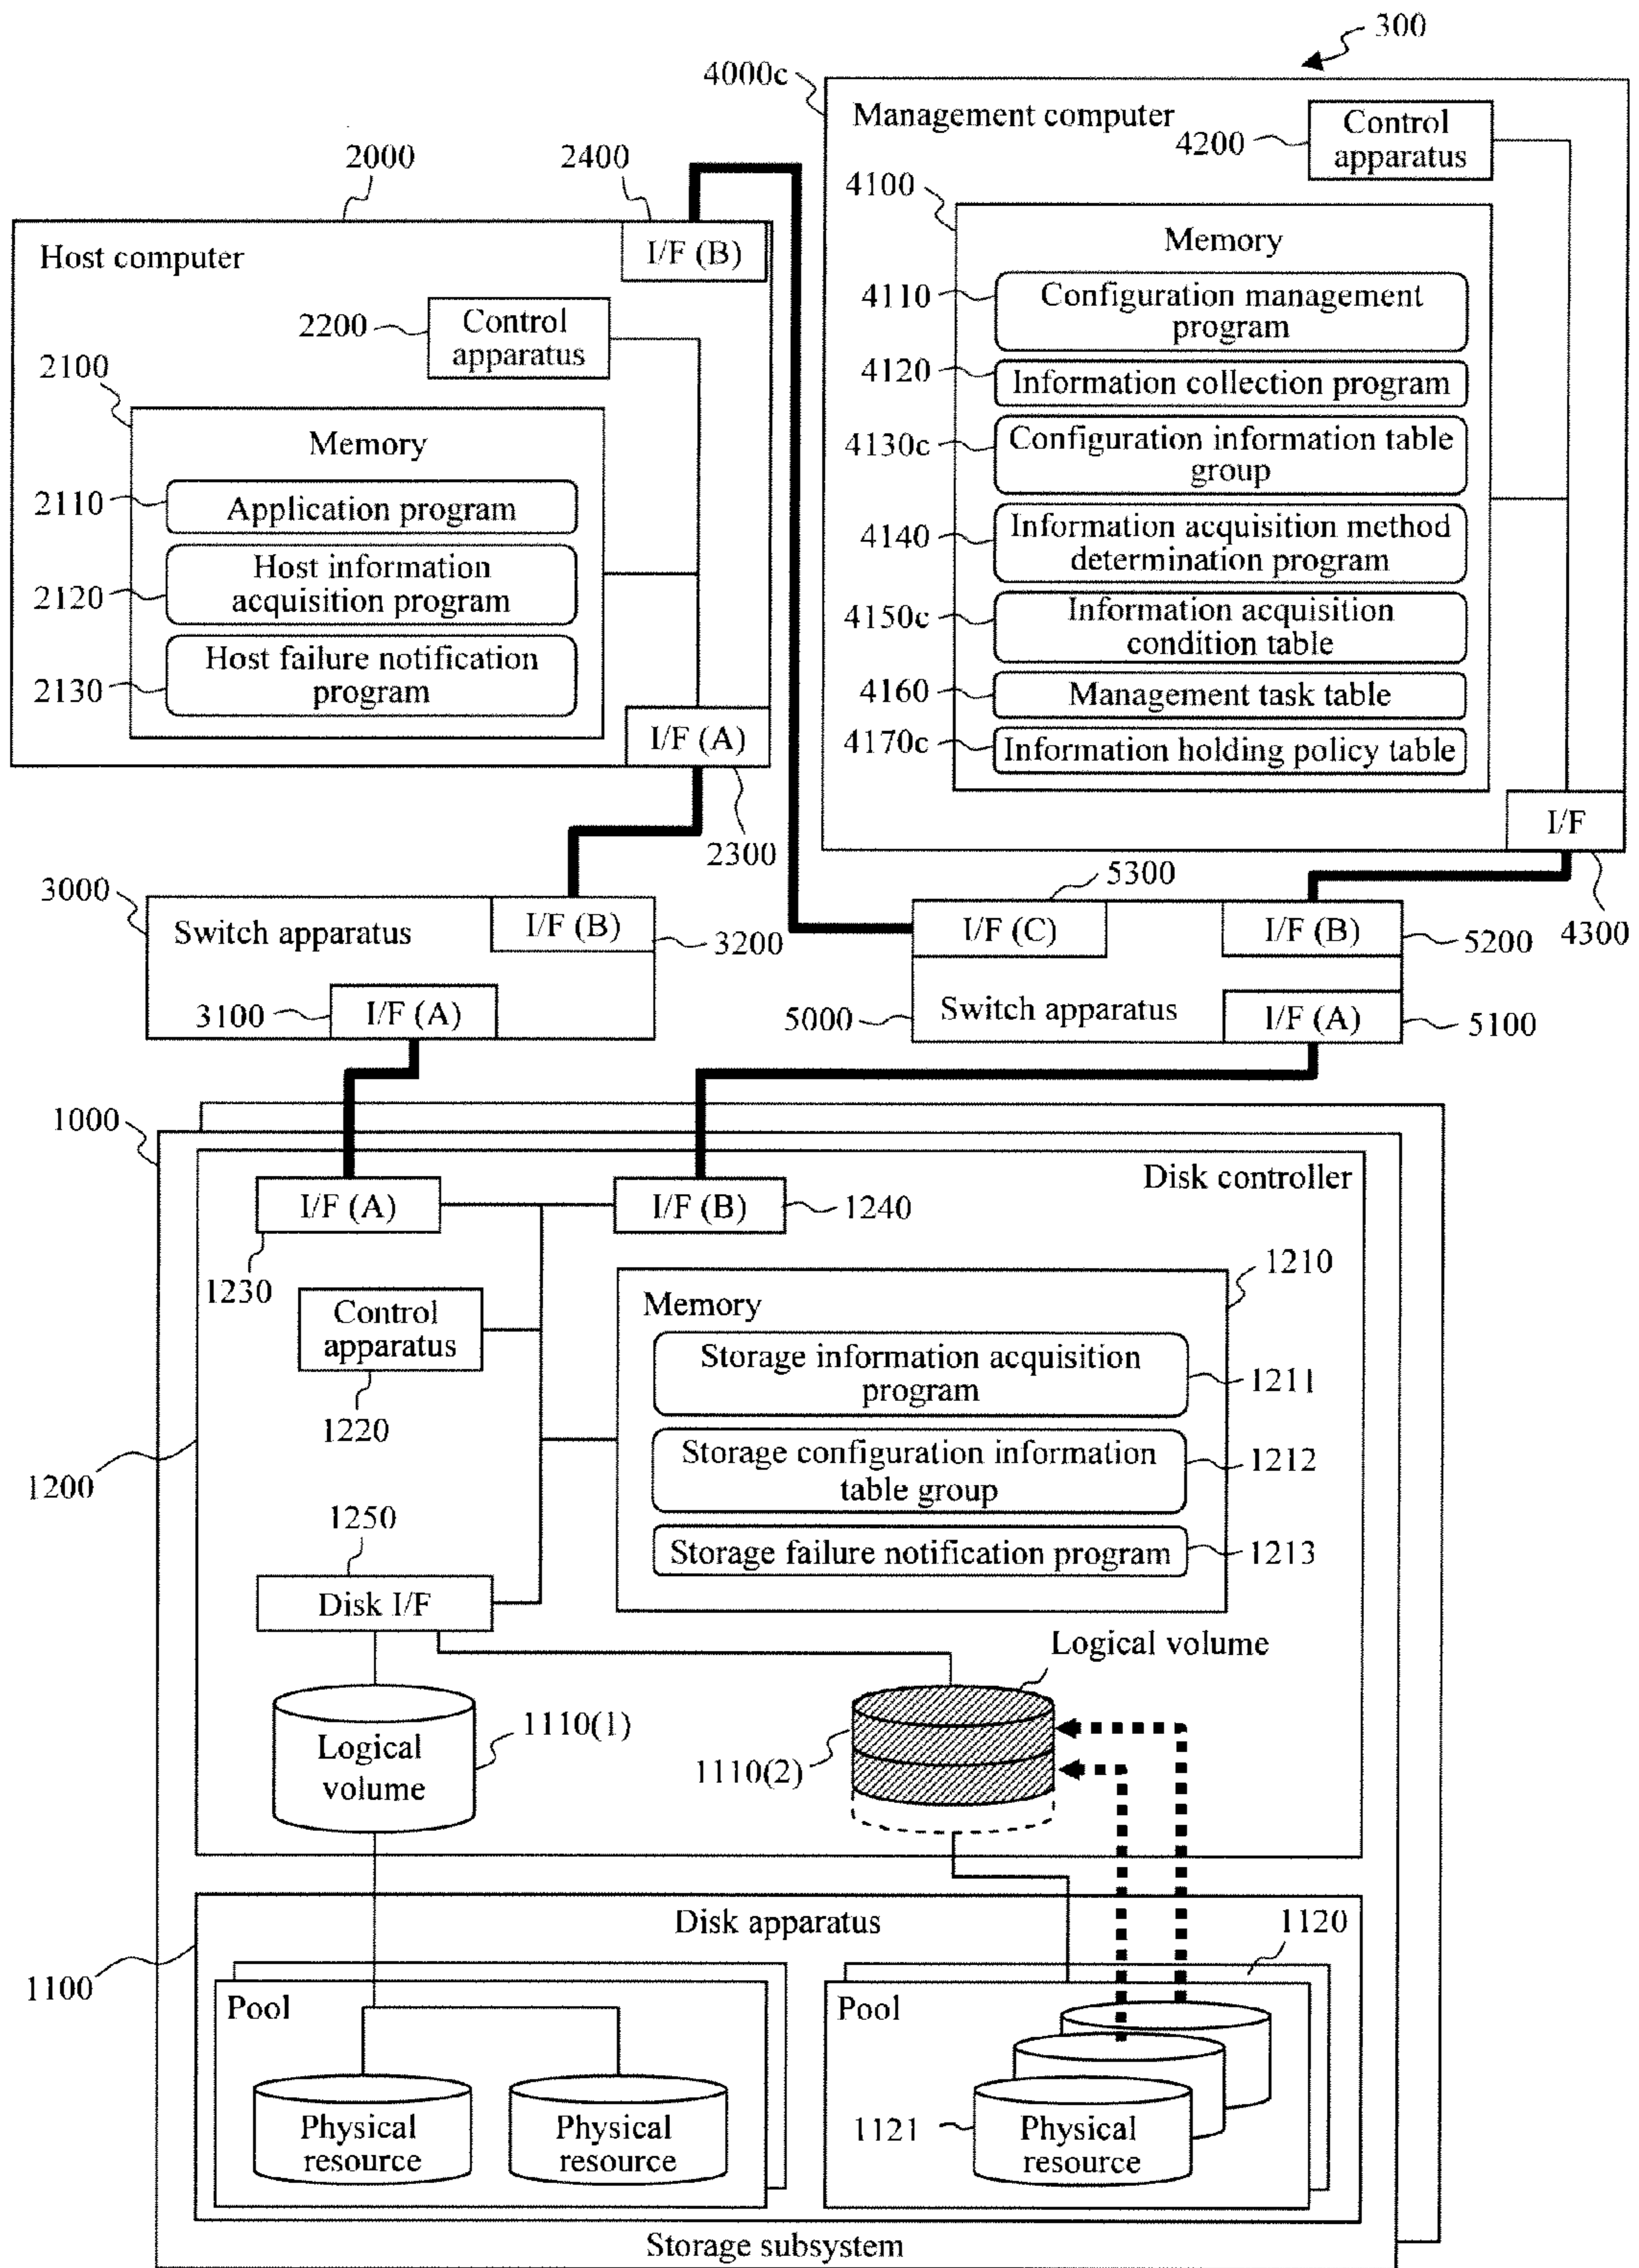 300
4000c
Management computer
4200
Control
apparatus
4100
Memory
4110
Configuration management
program
4120
Information collection program
4130c
Configuration information table
group
4140
Information acquisition method
determination program
4150c
Information acquisition
condition table
4160
Management task table
4170c
Information holding policy table
I/F
4300
2000
2400
I/F (B)
Host computer
2200
Control
apparatus
2100
Memory
2110
Application program
2120
Host information
acquisition program
2130
Host failure notification
program
I/F (A)
2300
3000
Switch apparatus
I/F (B)
3200
3100
I/F (A)
5300
I/F (C)
I/F (B)
5200
5000
Switch apparatus
I/F (A)
5100
1000
Disk controller
I/F (A)
1230
I/F (B)
1240
1210
Control
apparatus
1220
Memory
Storage information acquisition
program
1211
Storage configuration information
table group
1212
Storage failure notification program
1213
1200
1250
Disk I/F
Logical volume
Logical
volume
1110(1)
1110(2)
Disk apparatus
1120
1100
Pool
Physical
resource
Physical
resource
Pool
1121
Physical
resource
Storage subsystem